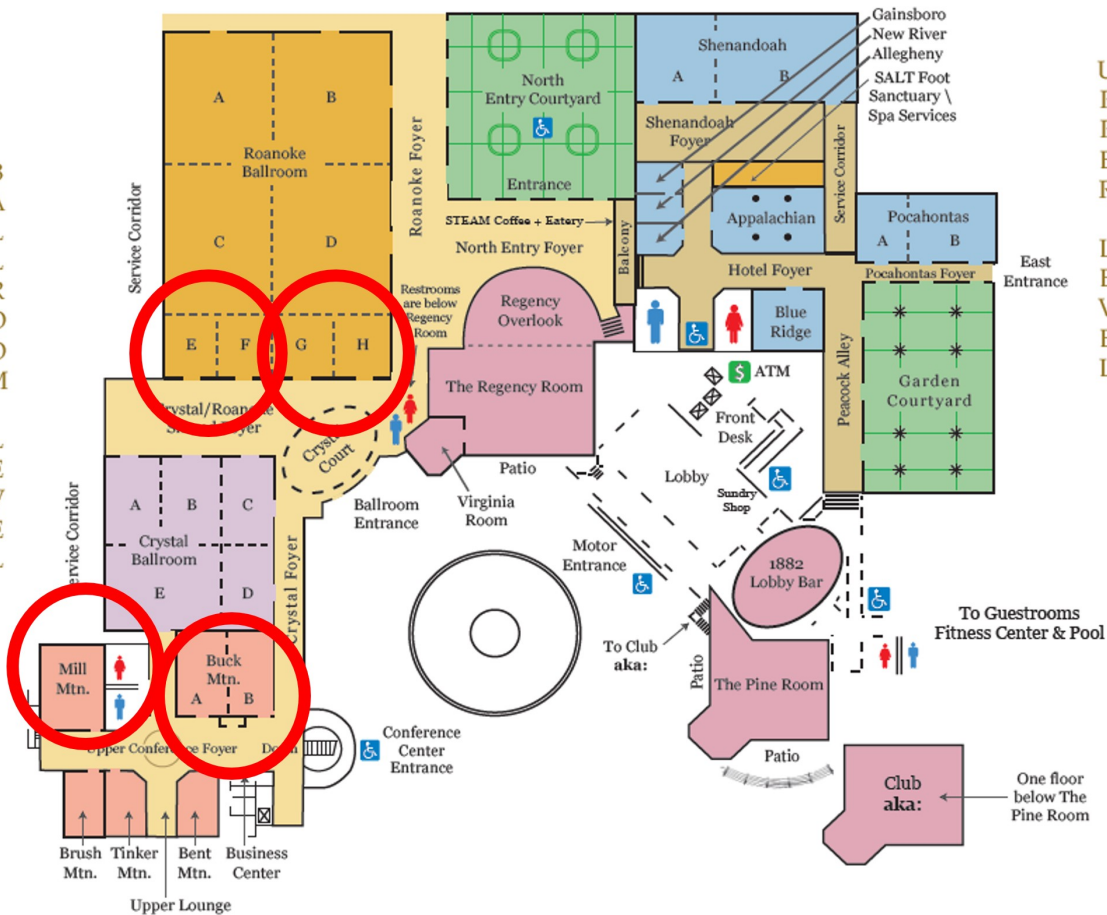 Gainsboro
New River
Allegheny
SALT Foot
Sanctuary \
Spa Services
Shenandoah
A
B
North
Entry Courtyard
Entrance
Shenandoah
Foyer
Service Corridor
A
B
Roanoke
Ballroom
C
D
E
F
G
H
Service Corridor
Roanoke Foyer
STEAM Coffee + Eatery
North Entry Foyer
Balcony
Appalachian
Pocahontas
A
B
Hotel Foyer
Pocahontas Foyer
East
Entrance
Restrooms
are below
Regency
Room
Regency
Overlook
The Regency Room
Blue
Ridge
$ ATM
Peacock Alley
Garden
Courtyard
Front
Desk
Lobby
Sundry
Shop
Crystal/Roanoke
Foyer
Crystal
Court
Patio
Virginia
Room
Ballroom
Entrance
A
B
C
Crystal
Ballroom
E
D
Service Corridor
Crystal Foyer
Motor
Entrance
1882
Lobby Bar
To Club
aka:
Patio
The Pine Room
Patio
To Guestrooms
Fitness Center & Pool
Mill
Mtn.
Buck
Mtn.
A
B
Upper Conference Foyer
Down
Conference
Center
Entrance
Club
aka:
One floor
below The
Pine Room
Brush
Mtn.
Tinker
Mtn.
Bent
Mtn.
Business
Center
Upper Lounge